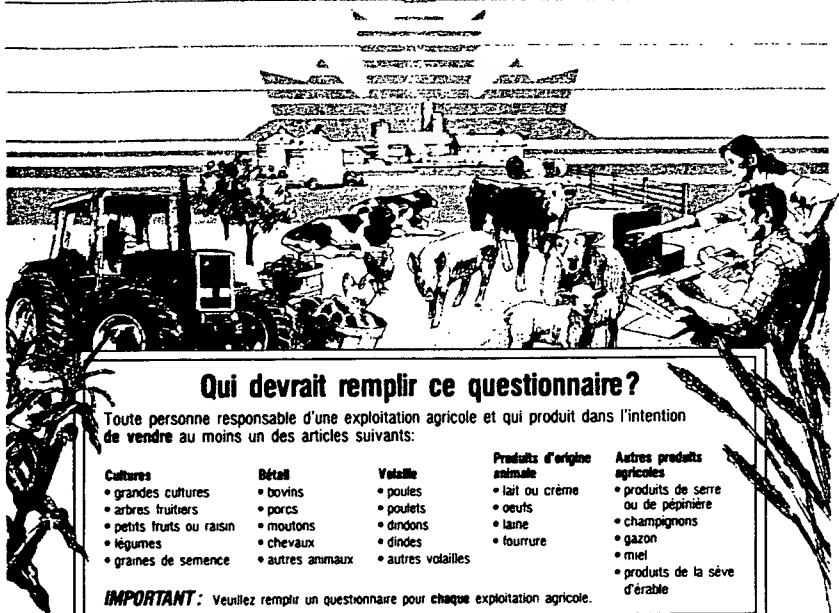 Qui devrait remplir ce questionnaire?
Toute personne responsable d'une exploitation agricole et qui produit dans l'intention
de vendre au moins un des articles suivants:
Cultures
• grandes cultures
• arbres fruitiers
• petits fruits ou raisin
• légumes
• graines de semence
Bétail
• bovins
• porcs
• moutons
• chevaux
• autres animaux
Volaille
• poules
• poulets
• dindons
• dindes
• autres volailles
Produits d'origine
animale
• lait ou crème
• oeufs
• laine
• fourrure
Autres produits
agricoles
• produits de serre
ou de pépinière
• champignons
• gazon
• miel
• produits de la sève
d'érable
IMPORTANT: Veuillez remplir un questionnaire pour chaque exploitation agricole.